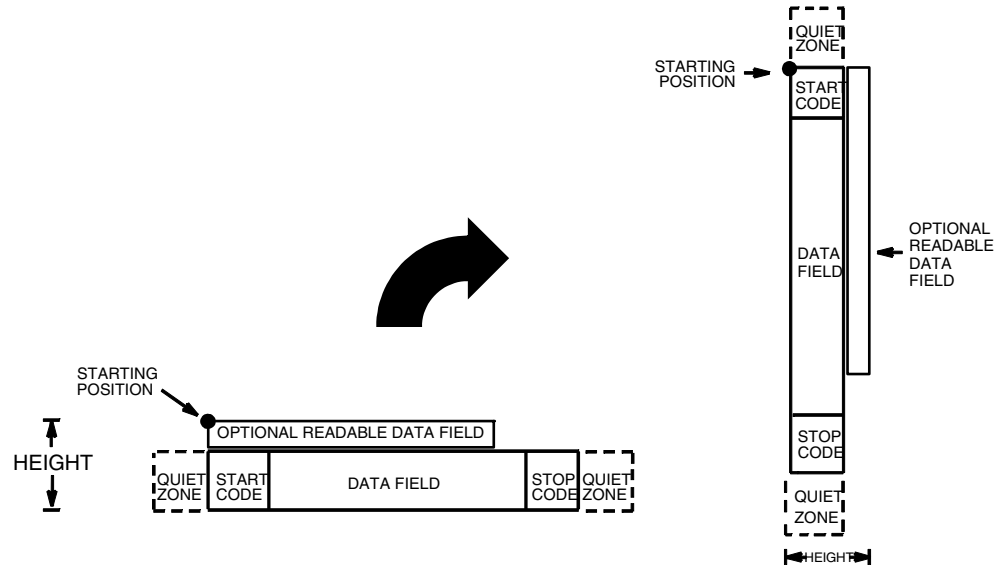 QUIET
ZONE
STARTING
POSITION
START
CODE
DATA
FIELD
OPTIONAL
READABLE
DATA
FIELD
STOP
CODE
QUIET
ZONE
HEIGHT
STARTING
POSITION
OPTIONAL READABLE DATA FIELD
HEIGHT
QUIET
ZONE
START
CODE
DATA FIELD
STOP
CODE
QUIET
ZONE